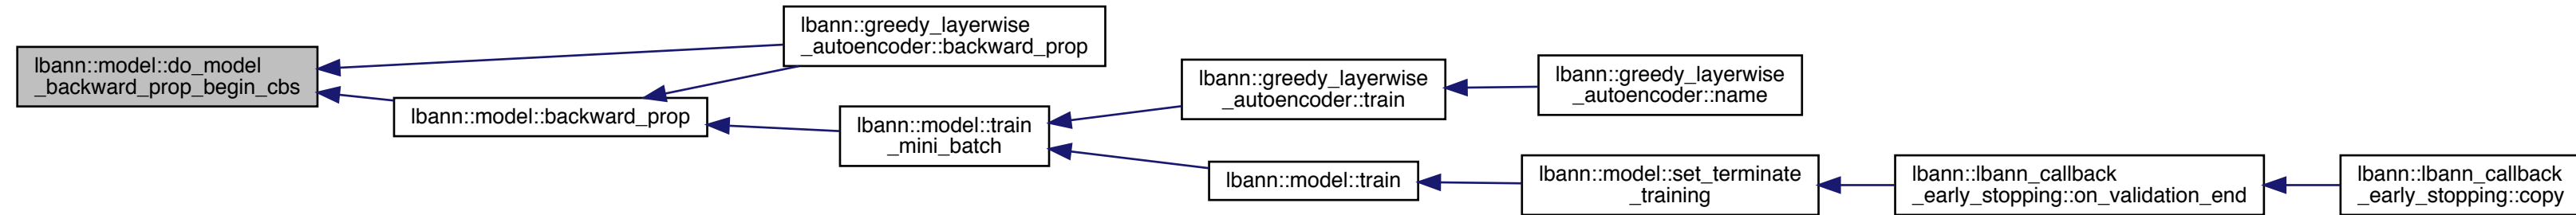 lbann::model::do_model
_backward_prop_begin_cbs
lbann::greedy_layerwise
_autoencoder::backward_prop
lbann::model::backward_prop
lbann::model::train
_mini_batch
lbann::greedy_layerwise
_autoencoder::train
lbann::greedy_layerwise
_autoencoder::name
lbann::model::train
lbann::model::set_terminate
_training
lbann::lbann_callback
_early_stopping::on_validation_end
lbann::lbann_callback
_early_stopping::copy